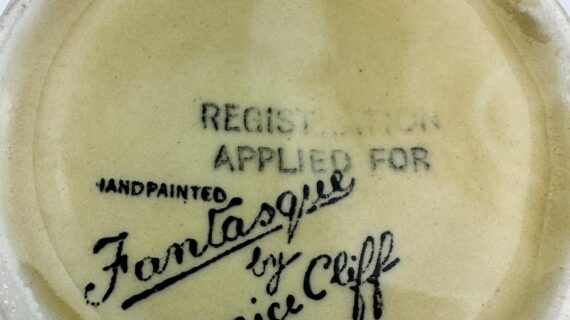 REGISTRATION
APPLIED FOR
HANDPAINTED
Fantasque
by
Cliff